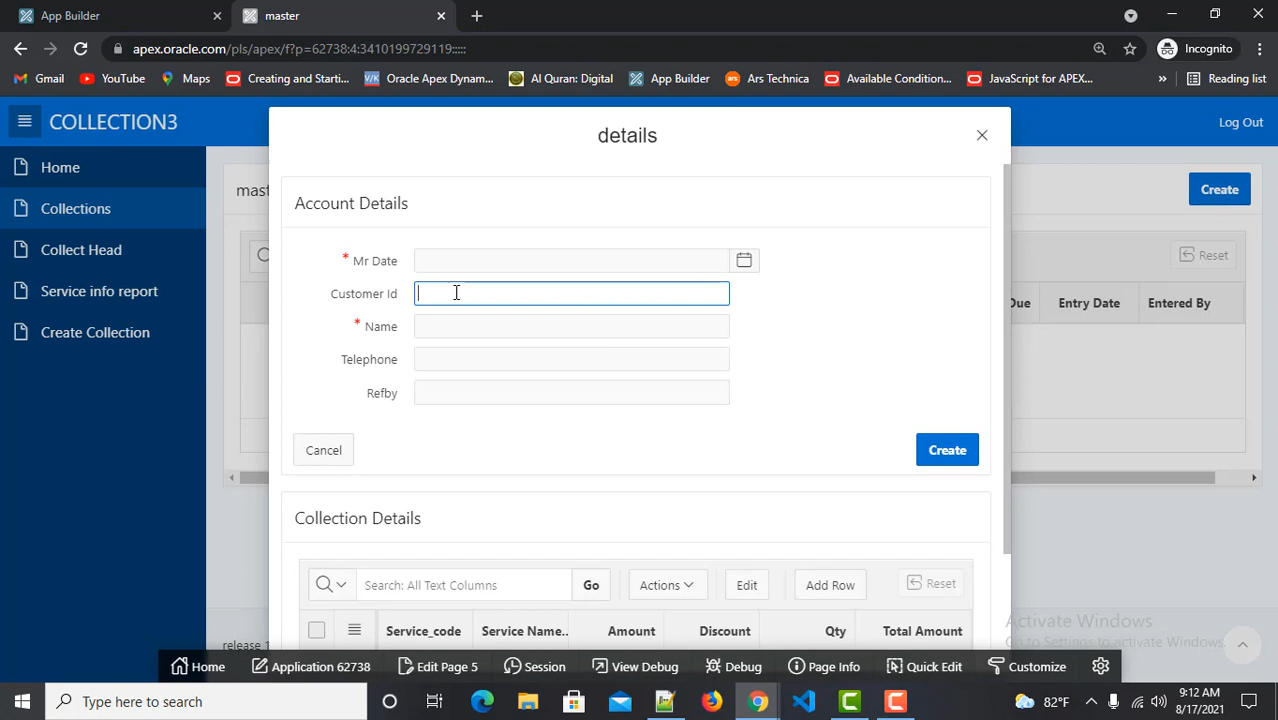 App Builder
master
apex.oracle.com/pls/apex/f?p=62738:4:3410199729119:::::
Incognito
Gmail
YouTube
Maps
Creating and Starti...
Oracle Apex Dynam...
Al Quran: Digital
App Builder
Ars Technica
Available Condition...
JavaScript for APEX...
»
Reading list
COLLECTION3
Log Out
Home
Collections
Collect Head
Service info report
Create Collection
mast
Create
Reset
Due
Entry Date
Entered By
details
Account Details
* Mr Date
Customer Id
* Name
Telephone
Refby
Cancel
Create
Collection Details
Search: All Text Columns
Go
Actions
Edit
Add Row
Reset
Service_code
Service Name..
Amount
Discount
Qty
Total Amount
release 1
Activate Windows
Go to Settings to activate Windows.
Home
Application 62738
Edit Page 5
Session
View Debug
Debug
Page Info
Quick Edit
Customize
Type here to search
82°F
9:12 AM
8/17/2021